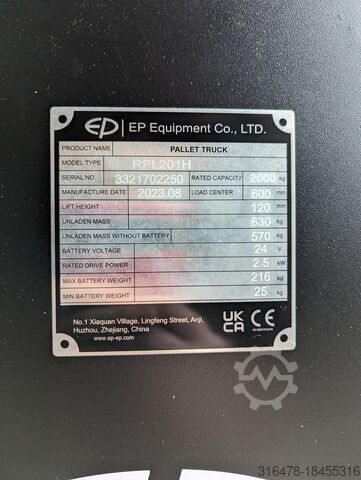 EP | EP Equipment Co., LTD.
PRODUCT NAME PALLET TRUCK
MODEL TYPE RPL201H
SERIAL NO. 3321702250 RATED CAPACITY 2000 kg
MANUFACTURE DATE 2023.08 LOAD CENTER 600 mm
LIFT HEIGHT 120 mm
UNLADEN MASS 630 kg
UNLADEN MASS WITHOUT BATTERY 570 kg
BATTERY VOLTAGE 24 V
RATED DRIVE POWER 2.5 kW
MAX BATTERY WEIGHT 216 kg
MIN BATTERY WEIGHT 25 kg
No.1 Xiaquan Village, Lingfeng Street, Anji,
Huzhou, Zhejiang, China
www.ep-ep.com
UK
CA CE
316478-18455316